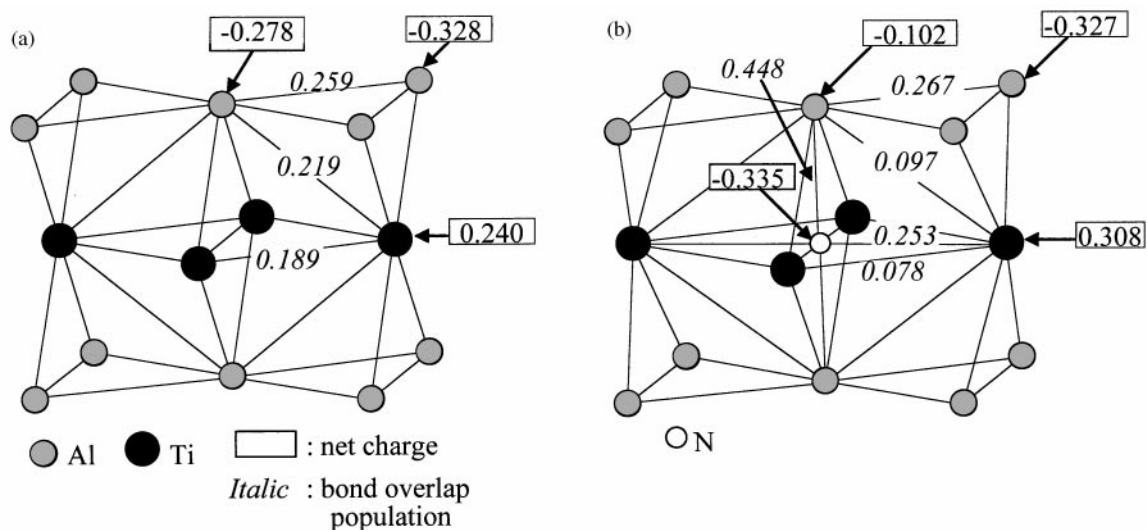 (a)
-0.278
-0.328
0.259
0.219
0.240
0.189
Al
Ti
: net charge
Italic : bond overlap
population
(b)
-0.102
-0.327
0.448
0.267
0.097
-0.335
0.253
0.308
0.078
N